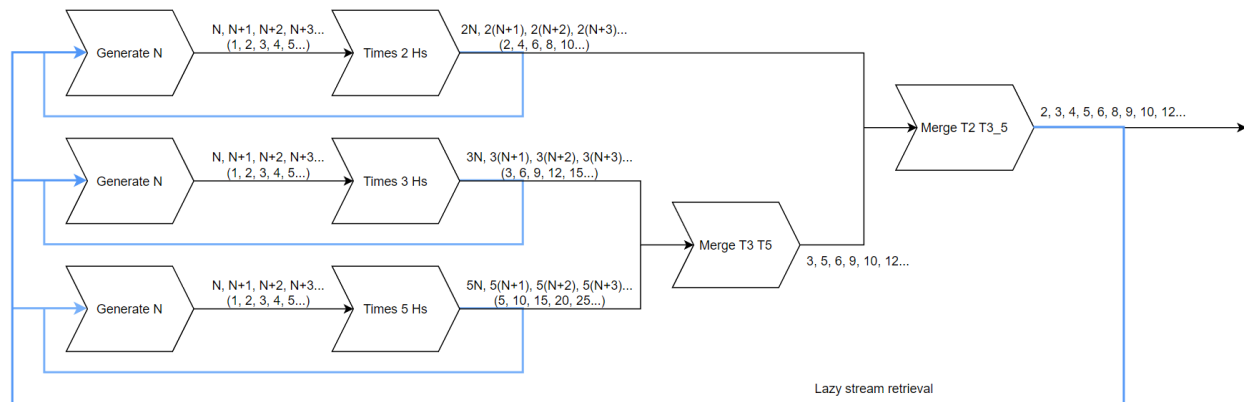 N, N+1, N+2, N+3...
(1, 2, 3, 4, 5...)
2N, 2(N+1), 2(N+2), 2(N+3)...
(2, 4, 6, 8, 10...)
Generate N
Times 2 Hs
2, 3, 4, 5, 6, 8, 9, 10, 12...
Merge T2 T3_5
N, N+1, N+2, N+3...
(1, 2, 3, 4, 5...)
3N, 3(N+1), 3(N+2), 3(N+3)...
(3, 6, 9, 12, 15...)
Generate N
Times 3 Hs
Merge T3 T5
3, 5, 6, 9, 10, 12...
N, N+1, N+2, N+3...
(1, 2, 3, 4, 5...)
5N, 5(N+1), 5(N+2), 5(N+3)...
(5, 10, 15, 20, 25...)
Generate N
Times 5 Hs
Lazy stream retrieval